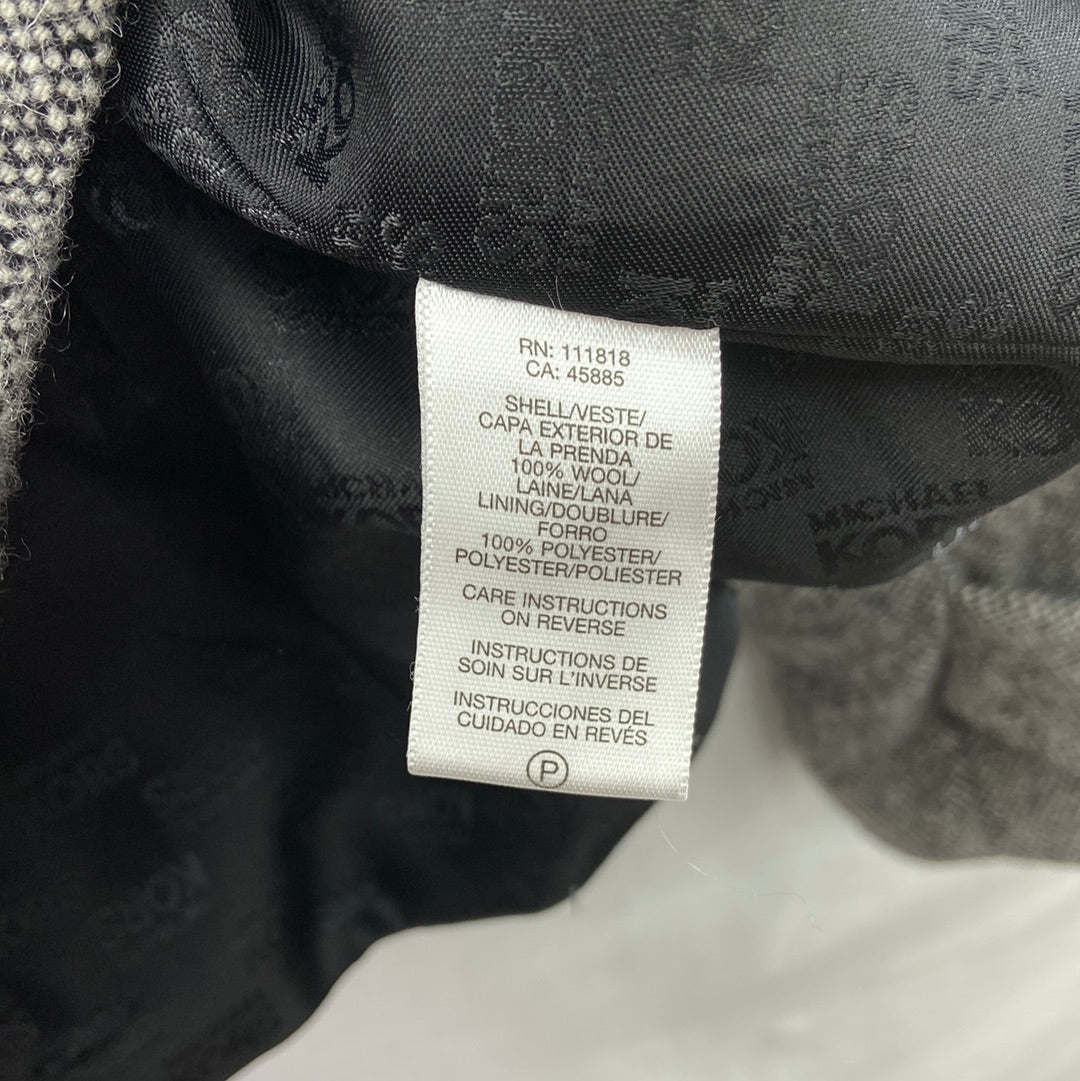 RN: 111818
CA: 45885
SHELL/VESTE/
CAPA EXTERIOR DE
LA PRENDA
100% WOOL/
LAINE/LANA
LINING/DOUBLURE/
FORRO
100% POLYESTER/
POLYESTER/POLIESTER
CARE INSTRUCTIONS
ON REVERSE
INSTRUCTIONS DE
SOIN SUR L'INVERSE
INSTRUCCIONES DEL
CUIDADO EN REVÉS
P
MICHAEL
KORS